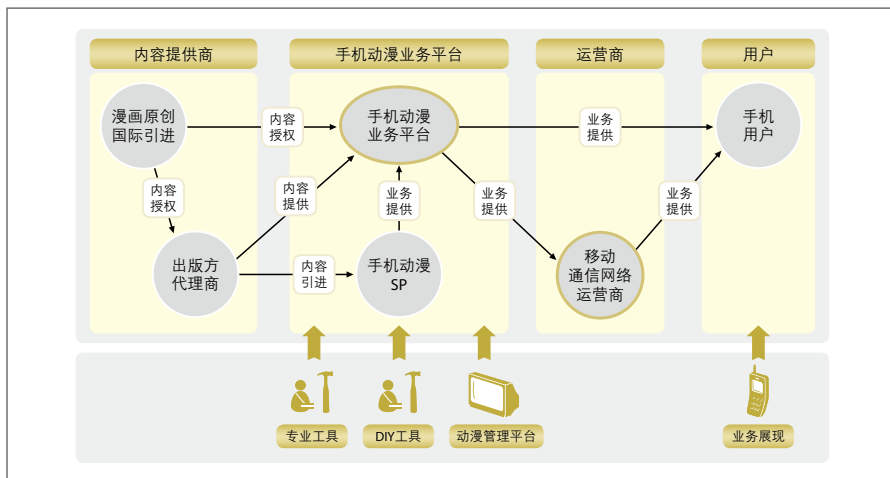 内容提供商
手机动漫业务平台
运营商
用户
漫画原创
国际引进
内容
授权
手机动漫
业务平台
业务
提供
手机
用户
内容
授权
内容
提供
业务
提供
业务
提供
业务
提供
出版方
代理商
内容
引进
手机动漫
SP
移动
通信网络
运营商
专业工具
DIY工具
动漫管理平台
业务展现